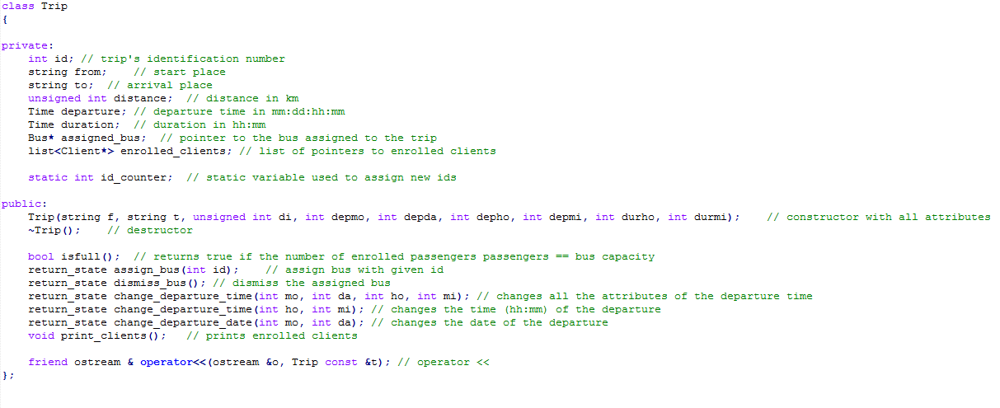 class Trip
{
private:
int id; // trip's identification number
string from;    // start place
string to;  // arrival place
unsigned int distance;  // distance in km
Time departure; // departure time in mm:dd:hh:mm
Time duration;  // duration in hh:mm
Bus* assigned_bus;  // pointer to the bus assigned to the trip
list<Client*> enrolled_clients; // list of pointers to enrolled clients
static int id_counter;  // static variable used to assign new ids
public:
Trip(string f, string t, unsigned int di, int depmo, int depda, int depho, int depmi, int durho, int durmi);    // constructor with all attributes
~Trip();    // destructor
bool isfull();  // returns true if the number of enrolled passengers passengers == bus capacity
return_state assign_bus(int id);    // assign bus with given id
return_state dismiss_bus(); // dismiss the assigned bus
return_state change_departure_time(int mo, int da, int ho, int mi); // changes all the attributes of the departure time
return_state change_departure_time(int ho, int mi); // changes the time (hh:mm) of the departure
return_state change_departure_date(int mo, int da); // changes the date of the departure
void print_clients();   // prints enrolled clients
friend ostream & operator<<(ostream &o, Trip const &t); // operator <<
};